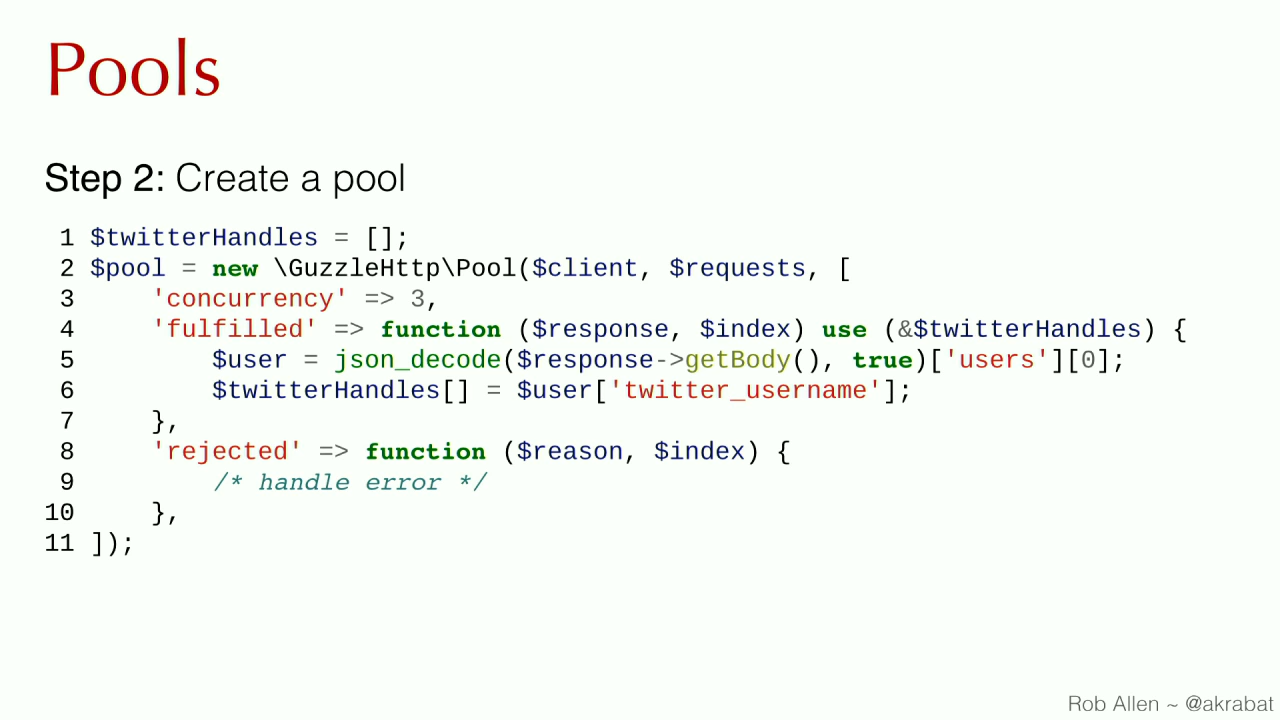 Pools
Step 2: Create a pool
1 $twitterHandles = [];
2 $pool = new \GuzzleHttp\Pool($client, $requests, [
3     'concurrency' => 3,
4     'fulfilled' => function ($response, $index) use (&$twitterHandles) {
5         $user = json_decode($response->getBody(), true)['users'][0];
6         $twitterHandles[] = $user['twitter_username'];
7     },
8     'rejected' => function ($reason, $index) {
9         /* handle error */
10     },
11 ]);
Rob Allen ~ @akrabat